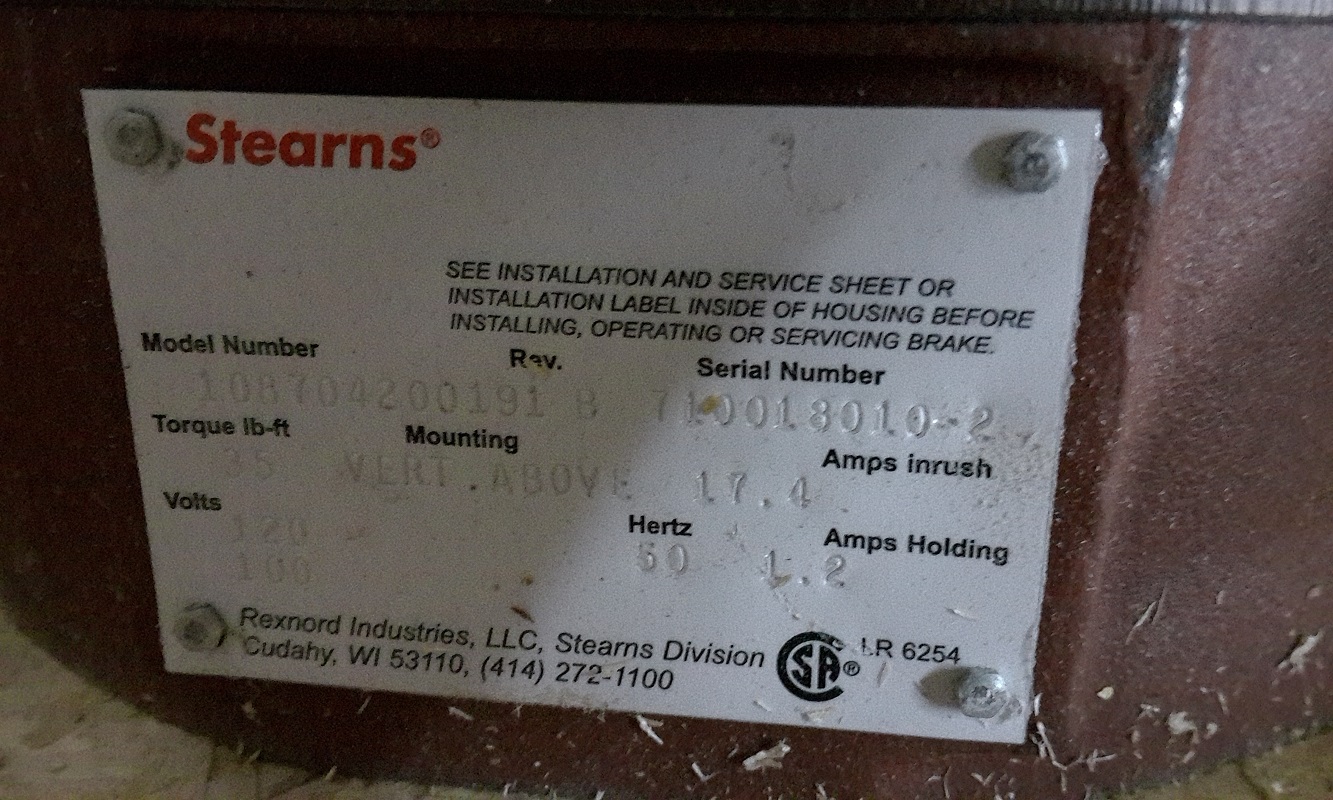 Stearns®
SEE INSTALLATION AND SERVICE SHEET OR
INSTALLATION LABEL INSIDE OF HOUSING BEFORE
INSTALLING, OPERATING OR SERVICING BRAKE.
Model Number Rev. Serial Number
108704200191 B 710018010-2
Torque lb-ft Mounting Amps inrush
35 VERT.ABOVE 17.4
Volts Hertz Amps Holding
120
100 50 1.2
Rexnord Industries, LLC, Stearns Division
Cudahy, WI 53110, (414) 272-1100
SA® LR 6254